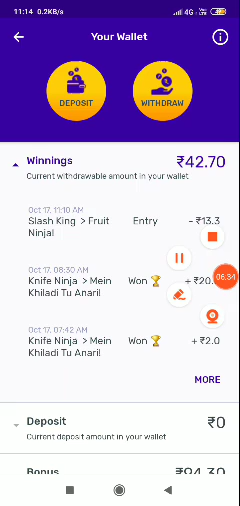 11:14 0.2KB/s 4G
Your Wallet
DEPOSIT WITHDRAW
Winnings ₹42.70
Current withdrawable amount in your wallet
Oct 17, 11:10 AM
Slash King > Fruit Entry - ₹13.3
Ninja!
Oct 17, 08:30 AM
Knife Ninja > Mein Won + ₹20.
Khiladi Tu Anari!
06:34
Oct 17, 07:42 AM
Knife Ninja > Mein Won + ₹2.0
Khiladi Tu Anari!
MORE
Deposit ₹0
Current deposit amount in your wallet
Bonus ₹94.30